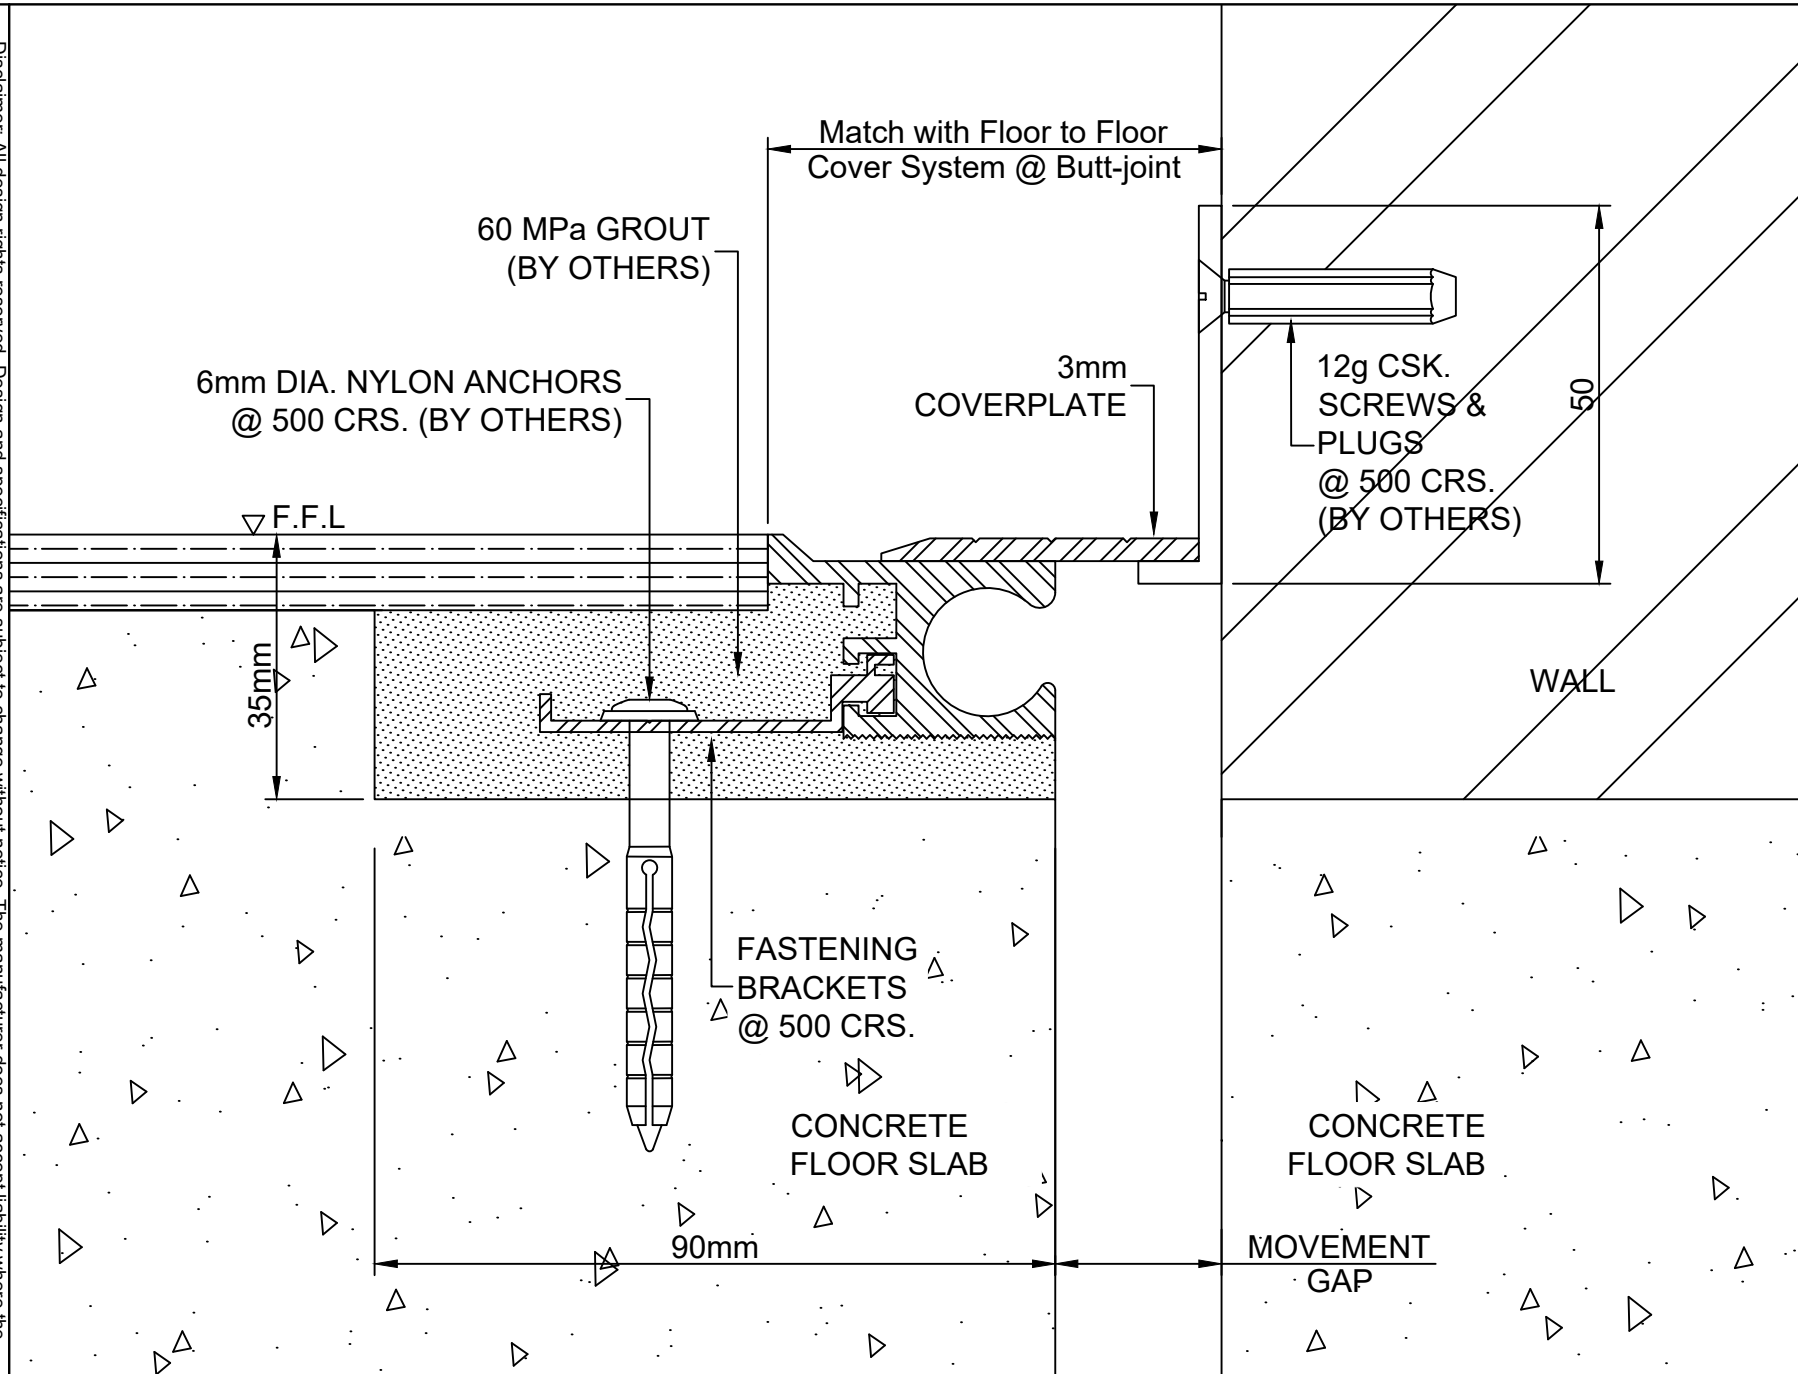 Match with Floor to Floor
Cover System @ Butt-joint
60 MPa GROUT
(BY OTHERS)
6mm DIA. NYLON ANCHORS
@ 500 CRS. (BY OTHERS)
3mm
COVERPLATE
12g CSK.
SCREWS &
PLUGS
@ 500 CRS.
(BY OTHERS)
50
F.F.L
35mm
WALL
FASTENING
BRACKETS
@ 500 CRS.
CONCRETE
FLOOR SLAB
CONCRETE
FLOOR SLAB
90mm
MOVEMENT
GAP